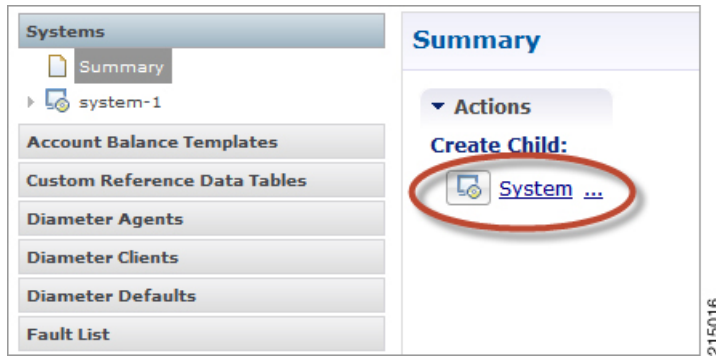 Systems
Summary
system-1
Account Balance Templates
Custom Reference Data Tables
Diameter Agents
Diameter Clients
Diameter Defaults
Fault List
Summary
Actions
Create Child:
System ...
215016